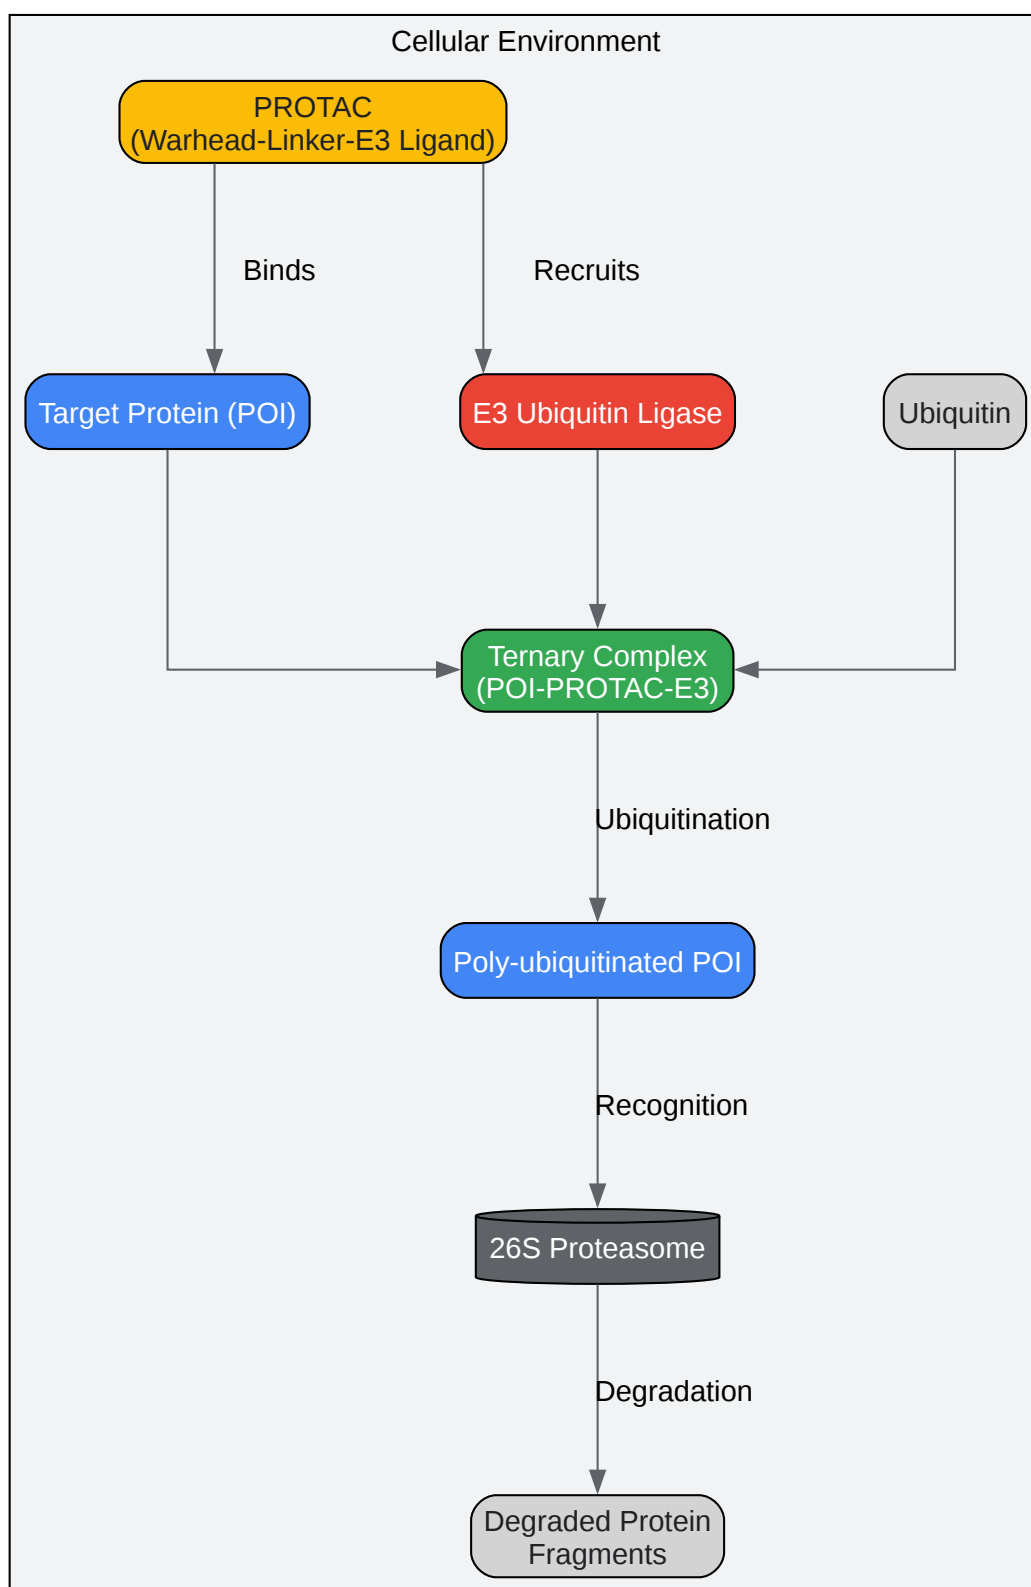 Cellular Environment
PROTAC
(Warhead-Linker-E3 Ligand)
Binds
Recruits
Target Protein (POI)
E3 Ubiquitin Ligase
Ubiquitin
Ternary Complex
(POI-PROTAC-E3)
Ubiquitination
Poly-ubiquitinated POI
Recognition
26S Proteasome
Degradation
Degraded Protein
Fragments